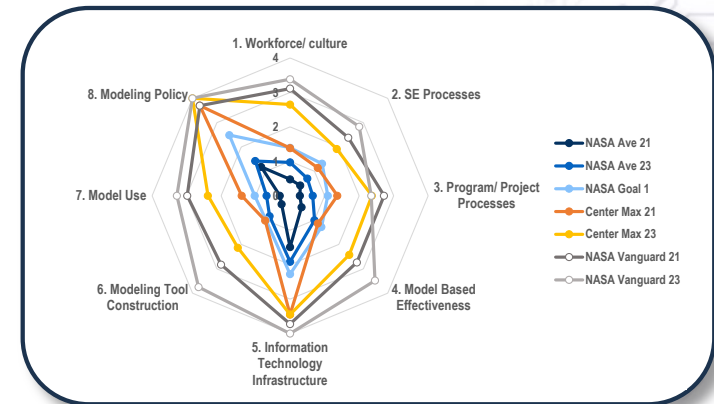 1. Workforce/ culture
4
3
2
1
0
2. SE Processes
3. Program/ Project
Processes
4. Model Based
Effectiveness
5. Information
Technology
Infrastructure
6. Modeling Tool
Construction
7. Model Use
8. Modeling Policy
NASA Ave 21
NASA Ave 23
NASA Goal 1
Center Max 21
Center Max 23
NASA Vanguard 21
NASA Vanguard 23